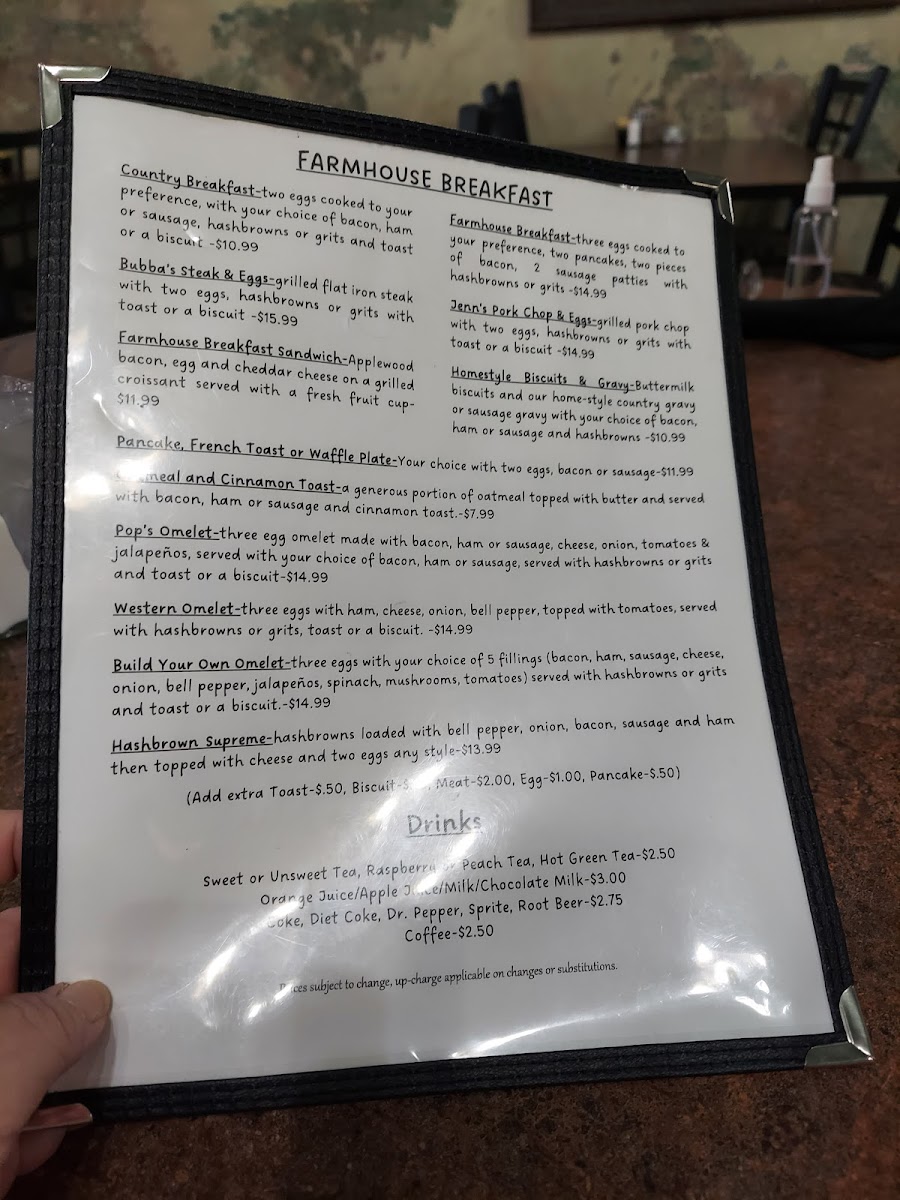 FARMHOUSE BREAKFAST
Country Breakfast-two eggs cooked to your
preference, with your choice of bacon, ham
or sausage, hashbrowns or grits and toast
or a biscuit -$10.99
Bubba's Steak & Eggs-grilled flat iron steak
with two eggs, hashbrowns or grits with
toast or a biscuit -$15.99
Farmhouse Breakfast Sandwich-Applewood
bacon, egg and cheddar cheese on a grilled
croissant served with a fresh fruit cup-
$11.99
Farmhouse Breakfast-three eggs cooked to
your preference, two pancakes, two pieces
of bacon, 2 sausage patties with
hashbrowns or grits -$14.99
Jenn's Pork Chop & Eggs-grilled pork chop
with two eggs, hashbrowns or grits with
toast or a biscuit -$14.99
Homestyle Biscuits & Gravy-Buttermilk
biscuits and our home-style country gravy
or sausage gravy with your choice of bacon,
ham or sausage and hashbrowns -$10.99
Pancake, French Toast or Waffle Plate-Your choice with two eggs, bacon or sausage-$11.99
and Cinnamon Toast-a generous portion of oatmeal topped with butter and served
with bacon, ham or sausage and cinnamon toast.-$7.99
Pop's Omelet-three egg omelet made with bacon, ham or sausage, cheese, onion, tomatoes &
jalapeños, served with your choice of bacon, ham or sausage, served with hashbrowns or grits
and toast or a biscuit-$14.99
Western Omelet-three eggs with ham, cheese, onion, bell pepper, topped with tomatoes, served
with hashbrowns or grits, toast or a biscuit. -$14.99
Build Your Own Omelet-three eggs with your choice of 5 fillings (bacon, ham, sausage, cheese,
onion, bell pepper, jalapeños, spinach, mushrooms, tomatoes) served with hashbrowns or grits
and toast or a biscuit.-$14.99
Hashbrown Supreme-hashbrowns loaded with bell pepper, onion, bacon, sausage and ham
then topped with cheese and two eggs any style-$13.99
(Add extra Toast-$.50, Biscuit- Meat-$2.00, Egg-$1.00, Pancake-$.50)
Drinks
Sweet or Unsweet Tea, Raspberry or Peach Tea, Hot Green Tea-$2.50
Orange Juice/Apple Juice/Milk/Chocolate Milk-$3.00
Coke, Diet Coke, Dr. Pepper, Sprite, Root Beer-$2.75
Coffee-$2.50
Prices subject to change, up-charge applicable on changes or substitutions.